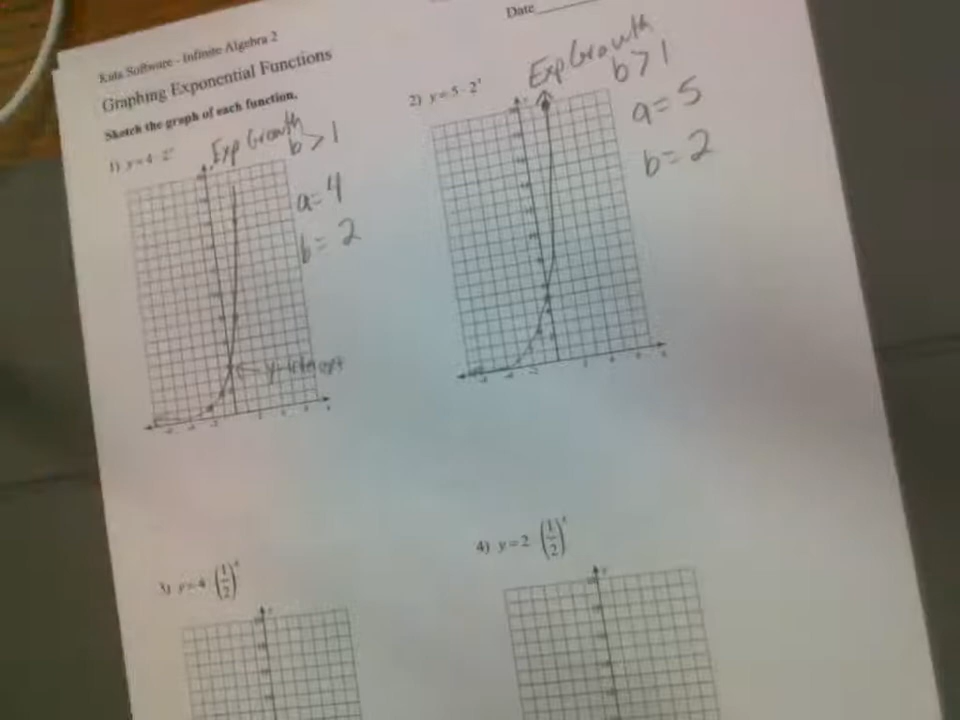 Date
Kuta Software - Infinite Algebra 2
Graphing Exponential Functions
Sketch the graph of each function.
1) y = 4 · 2ˣ
Exp Growth
b > 1
a = 4
b = 2
y-intercept
2) y = 5 · 2ˣ
Exp Growth
b > 1
a = 5
b = 2
3) y = 4 · (1/2)ˣ
4) y = 2 · (1/2)ˣ